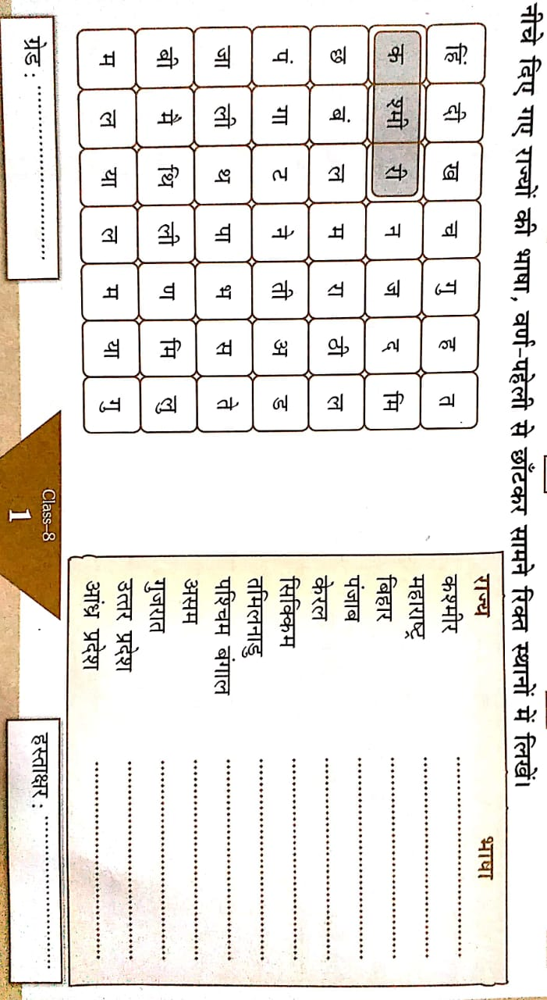 नीचे दिए गए राज्यों की भाषा, वर्ण-पहेली से छाँटकर सामने रिक्त स्थानों में लिखें।
हिं दी ख च गु ह त
क श्मी री न ज द मि
छ बं ल म रा ठी ल
पं गा ट ने ती अ ड
जा ली थ पा भ स ते
बी मै थि ली ण मि लु
म ल या ल म या गु
राज्य भाषा
कश्मीर ........................................
महाराष्ट्र ........................................
बिहार ........................................
पंजाब ........................................
केरल ........................................
सिक्किम ........................................
तमिलनाडु ........................................
पश्चिम बंगाल ........................................
असम ........................................
गुजरात ........................................
उत्तर प्रदेश ........................................
आंध्र प्रदेश ........................................
ग्रेड : ..............................
Class-8
1
हस्ताक्षर : ..............................